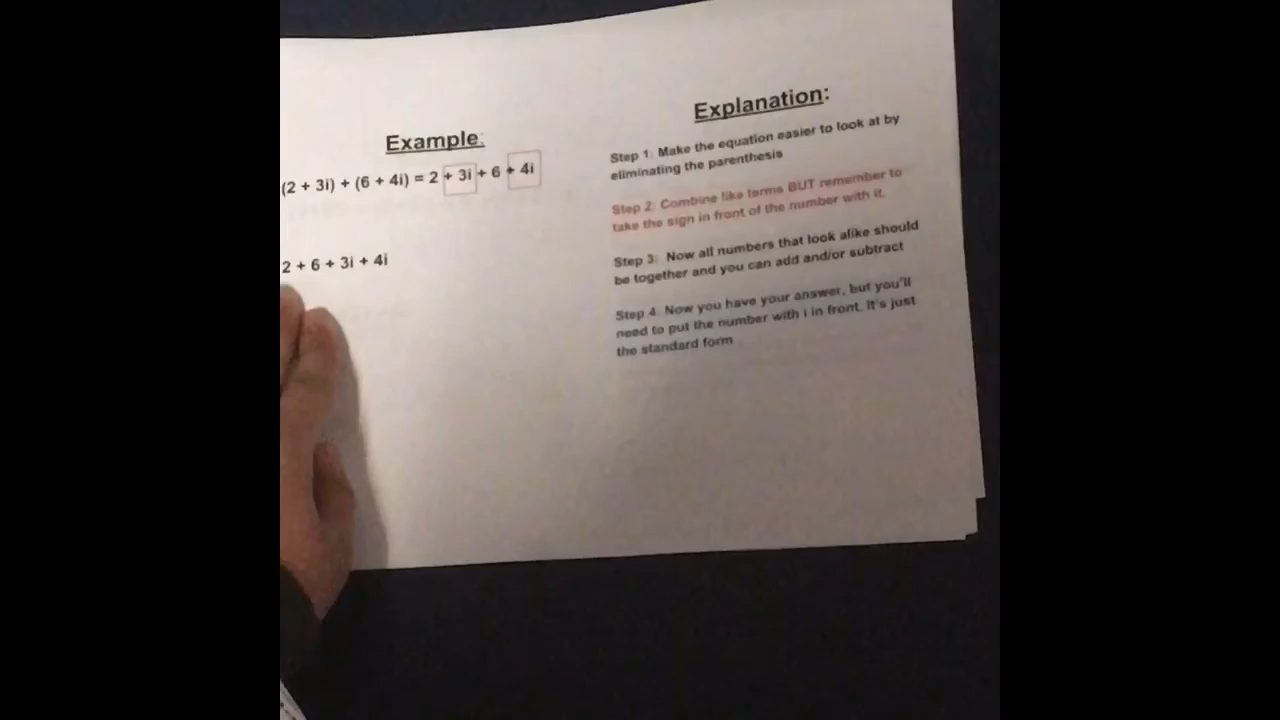 Example:
(2 + 3i) + (6 + 4i) = 2 + 3i + 6 + 4i
2 + 6 + 3i + 4i
Explanation:
Step 1: Make the equation easier to look at by
eliminating the parenthesis
Step 2: Combine like terms BUT remember to
take the sign in front of the number with it.
Step 3: Now all numbers that look alike should
be together and you can add and/or subtract
Step 4: Now you have your answer, but you'll
need to put the number with i in front. It's just
the standard form